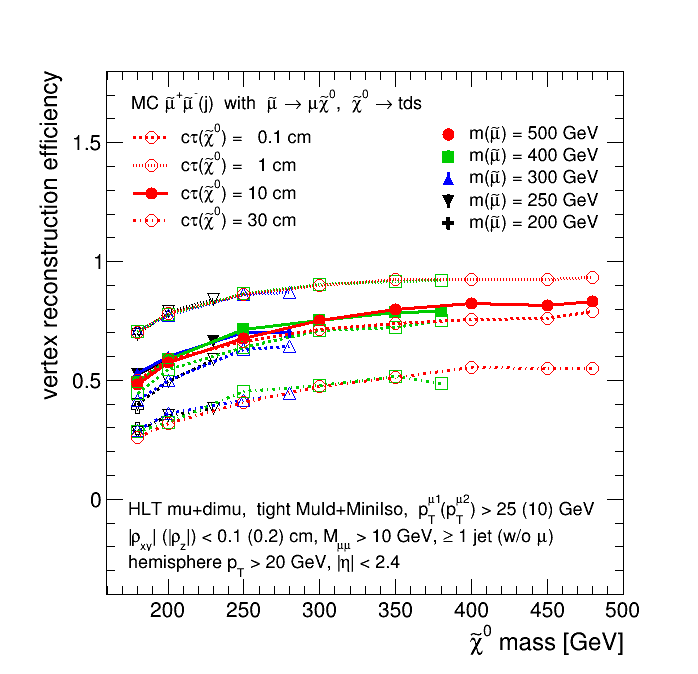 vertex reconstruction efficiency
MC μ̃⁺μ̃⁻(j) with μ̃ → μχ̃⁰, χ̃⁰ → tds
cτ(χ̃⁰) = 0.1 cm
cτ(χ̃⁰) = 1 cm
cτ(χ̃⁰) = 10 cm
cτ(χ̃⁰) = 30 cm
m(μ̃) = 500 GeV
m(μ̃) = 400 GeV
m(μ̃) = 300 GeV
m(μ̃) = 250 GeV
m(μ̃) = 200 GeV
1.5
1
0.5
0
HLT mu+dimu, tight MuId+MiniIso, p_T^μ1(p_T^μ2) > 25 (10) GeV
|ρ_xy| (|ρ_z|) < 0.1 (0.2) cm, M_μμ > 10 GeV, ≥ 1 jet (w/o μ)
hemisphere p_T > 20 GeV, |η| < 2.4
200 250 300 350 400 450 500
χ̃⁰ mass [GeV]